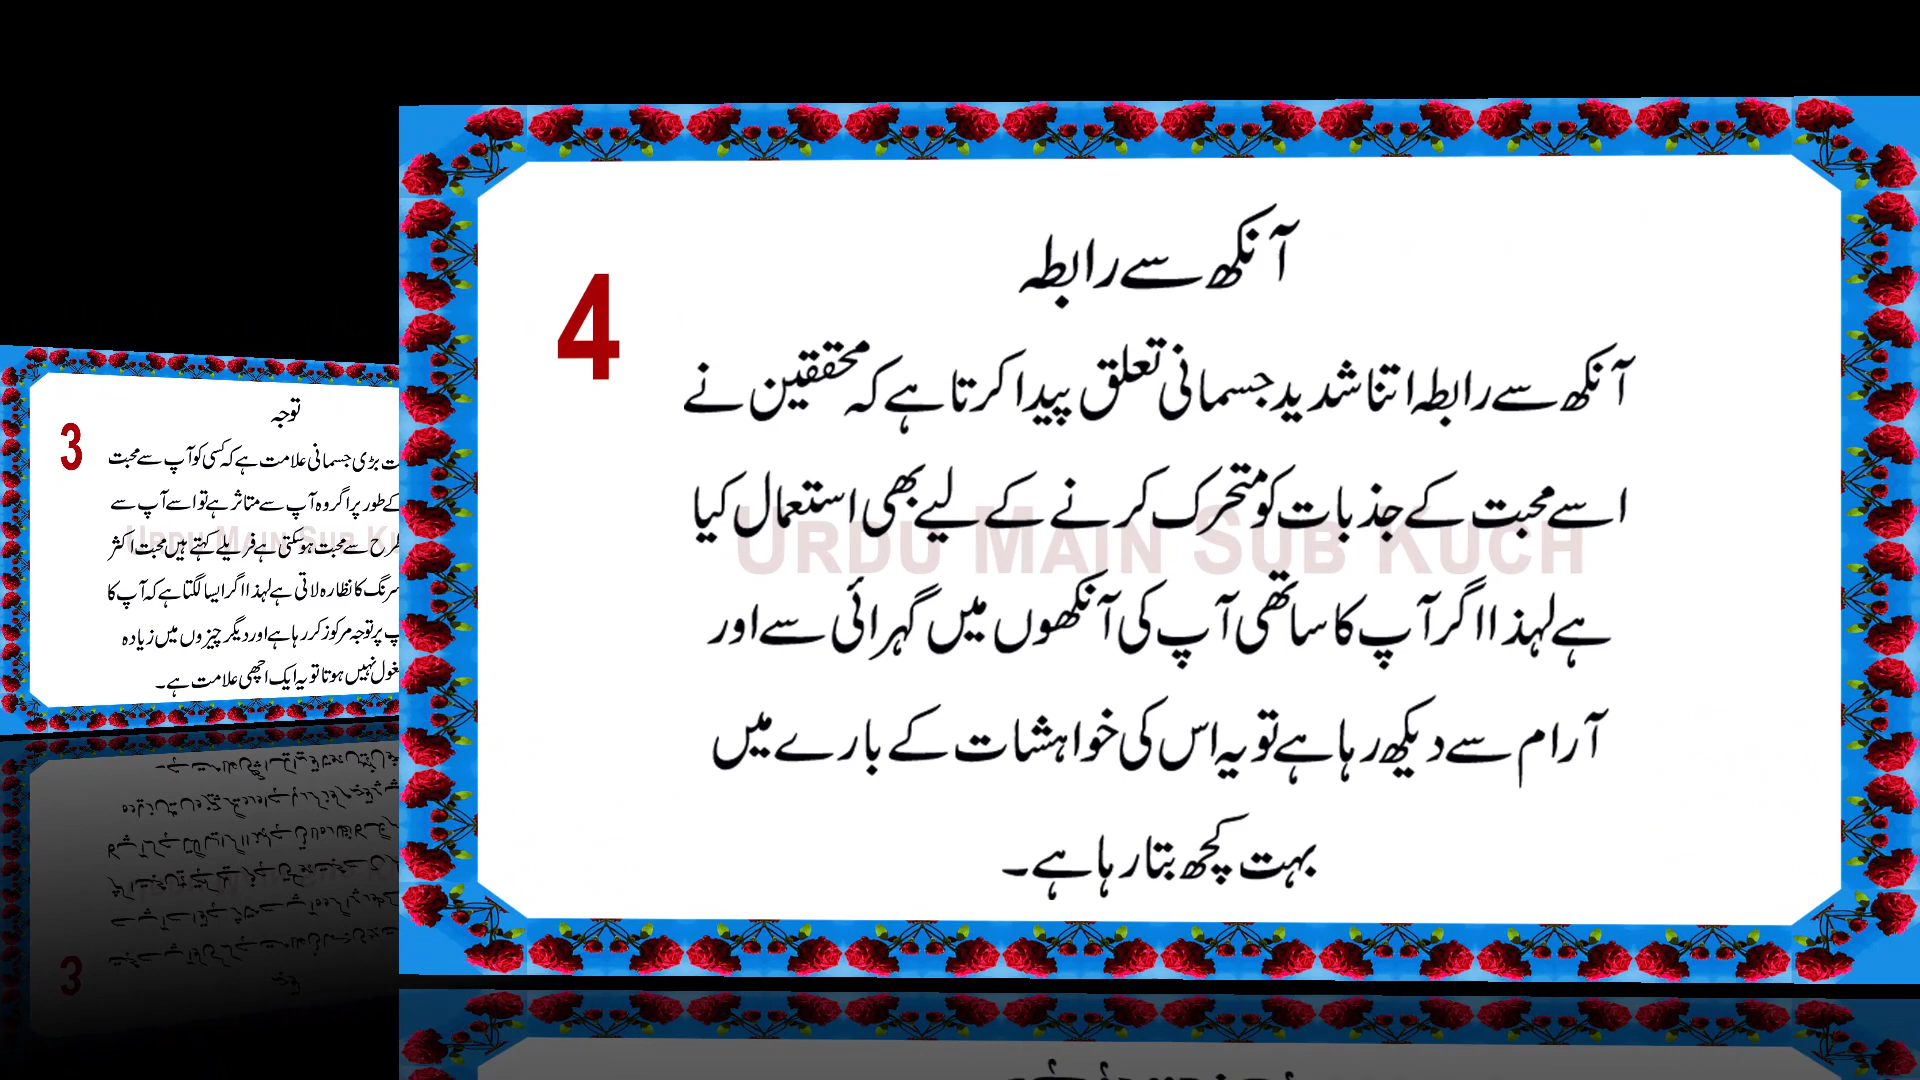 4
آنکھ سے رابطہ
آنکھ سے رابطہ اتنا شدید جسمانی تعلق پیدا کرتا ہے کہ محققین نے
اسے محبت کے جذبات کو متحرک کرنے کے لیے بھی استعمال کیا
ہے لہذا اگر آپ کا ساتھی آپ کی آنکھوں میں گہرائی سے اور
آرام سے دیکھ رہا ہے تو یہ اس کی خواہشات کے بارے میں
بہت کچھ بتا رہا ہے۔
URDU MAIN SUB KUCH
3
توجہ
بڑی جسمانی علامت ہے کہ کسی کو آپ سے محبت
کے طور پر اگر وہ آپ سے متاثر ہے تو اسے آپ سے
طرح سے محبت ہو سکتی ہے فریلے کہتے ہیں محبت اکثر
سرنگ کا نظارہ لاتی ہے لہذا اگر ایسا لگتا ہے کہ آپ کا
پر توجہ مرکوز کر رہا ہے اور دیگر چیزوں میں زیادہ
نہیں ہوتا تو یہ ایک اچھی علامت ہے۔
URDU MAIN SUB
3